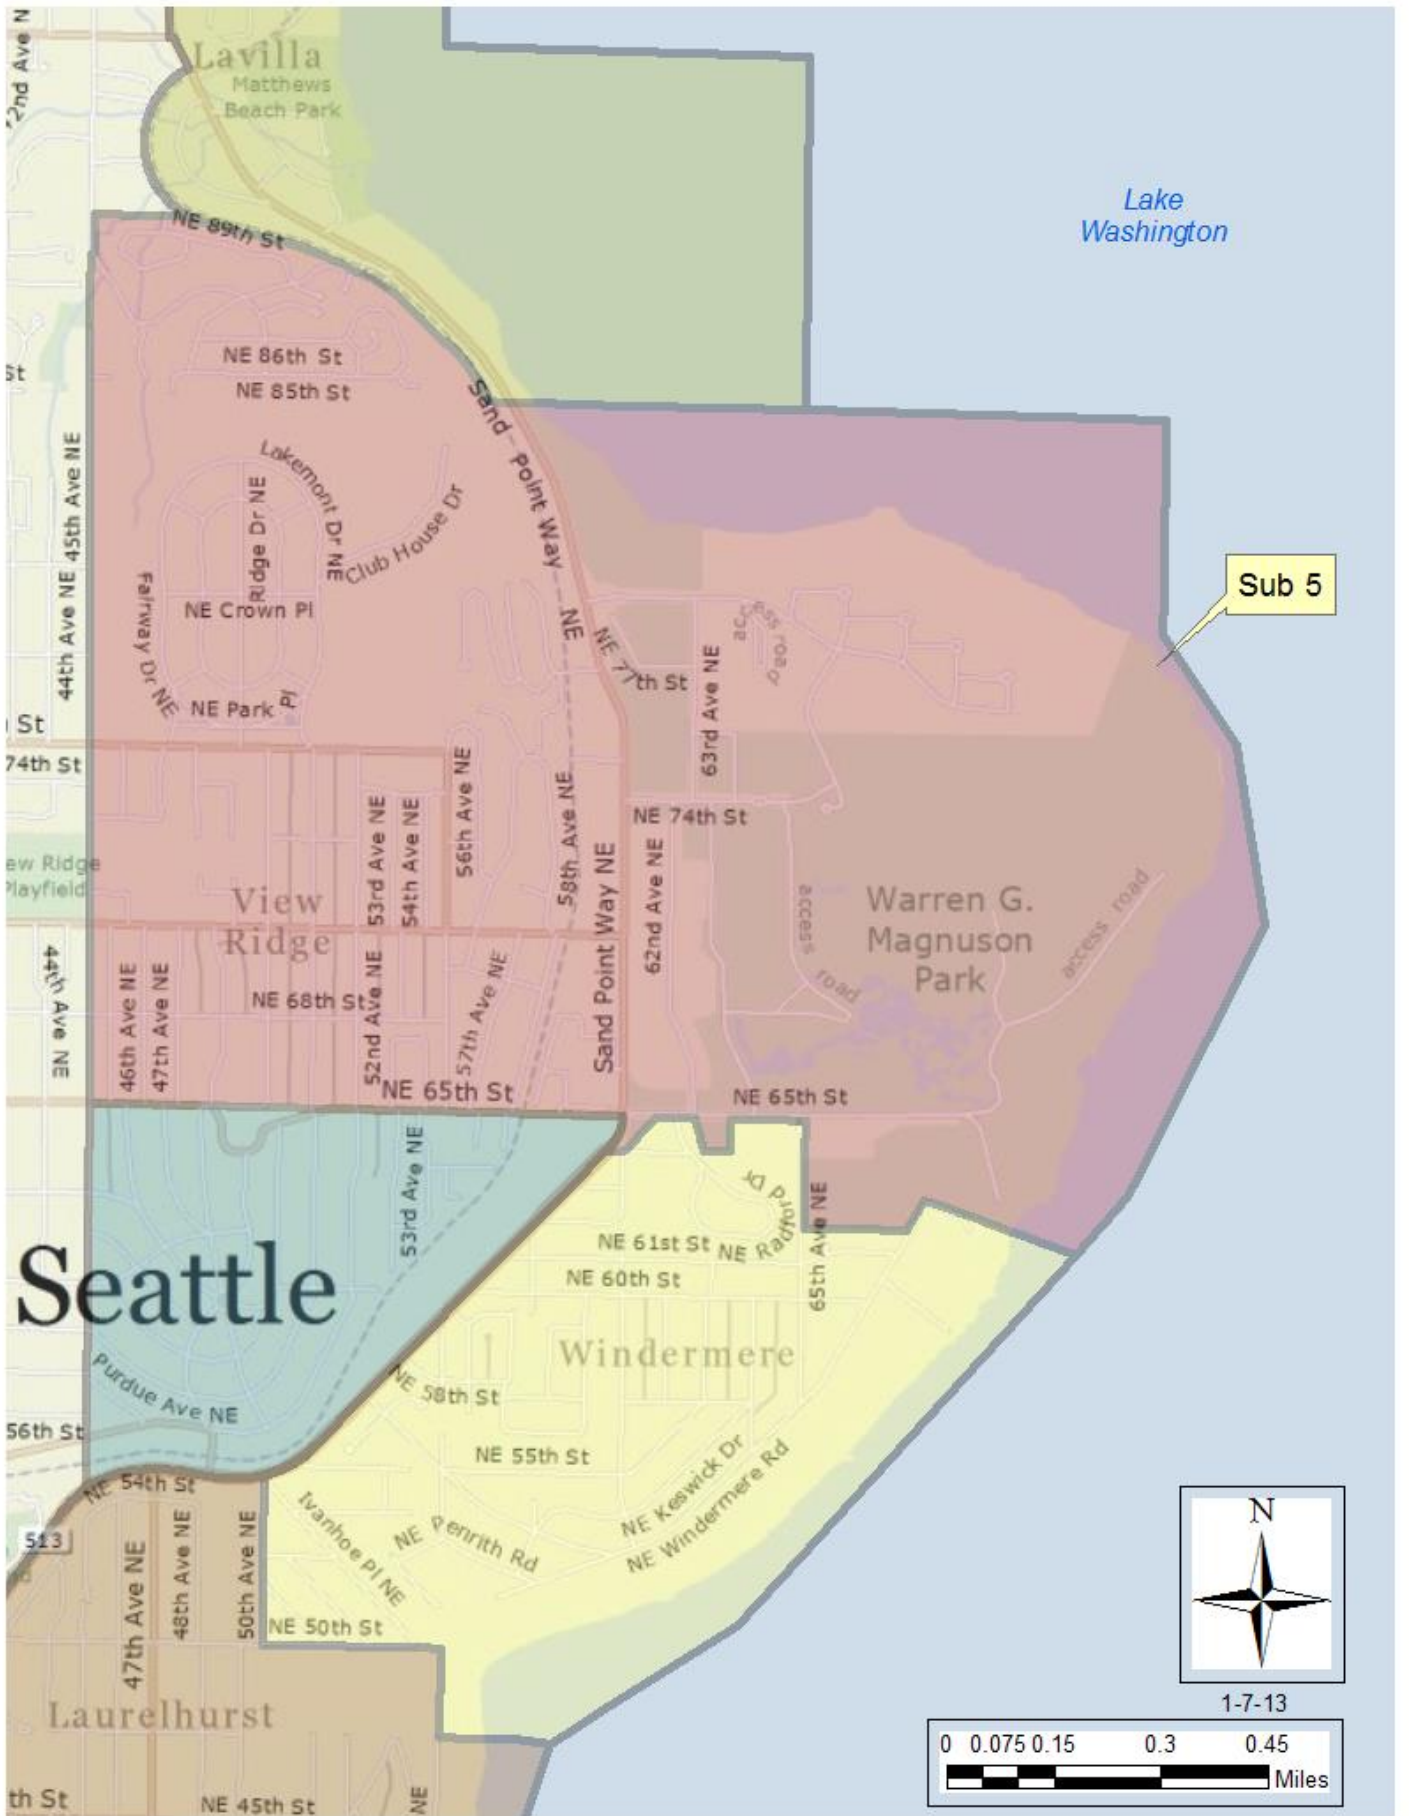 72nd Ave N
Lavilla
Matthews
Beach Park
Lake
Washington
NE 89th St
NE 86th St
St
NE 85th St
Sand Point Way NE
44th Ave NE
45th Ave NE
Lakemont Dr NE
Ridge Dr NE
Club House Dr
Sub 5
Fairway Dr NE
NE Crown Pl
access road
NE 77th St
63rd Ave NE
NE Park Pl
St
74th St
56th Ave NE
58th Ave NE
53rd Ave NE
54th Ave NE
NE 74th St
Sand Point Way NE
62nd Ave NE
ew Ridge
Playfield
View
Ridge
Warren G.
Magnuson
Park
access road
access road
44th Ave NE
46th Ave NE
47th Ave NE
NE 68th St
52nd Ave NE
57th Ave NE
NE 65th St
NE 65th St
53rd Ave NE
NE Radford Dr
65th Ave NE
NE 61st St
NE 60th St
Seattle
Windermere
Purdue Ave NE
NE 58th St
56th St
NE 55th St
NE Keswick Dr
NE Windermere Rd
NE 54th St
Ivanhoe Pl NE
NE Penrith Rd
513
47th Ave NE
48th Ave NE
50th Ave NE
NE 50th St
Laurelhurst
th St
NE 45th St
NE
N
1-7-13
0 0.075 0.15 0.3 0.45
Miles